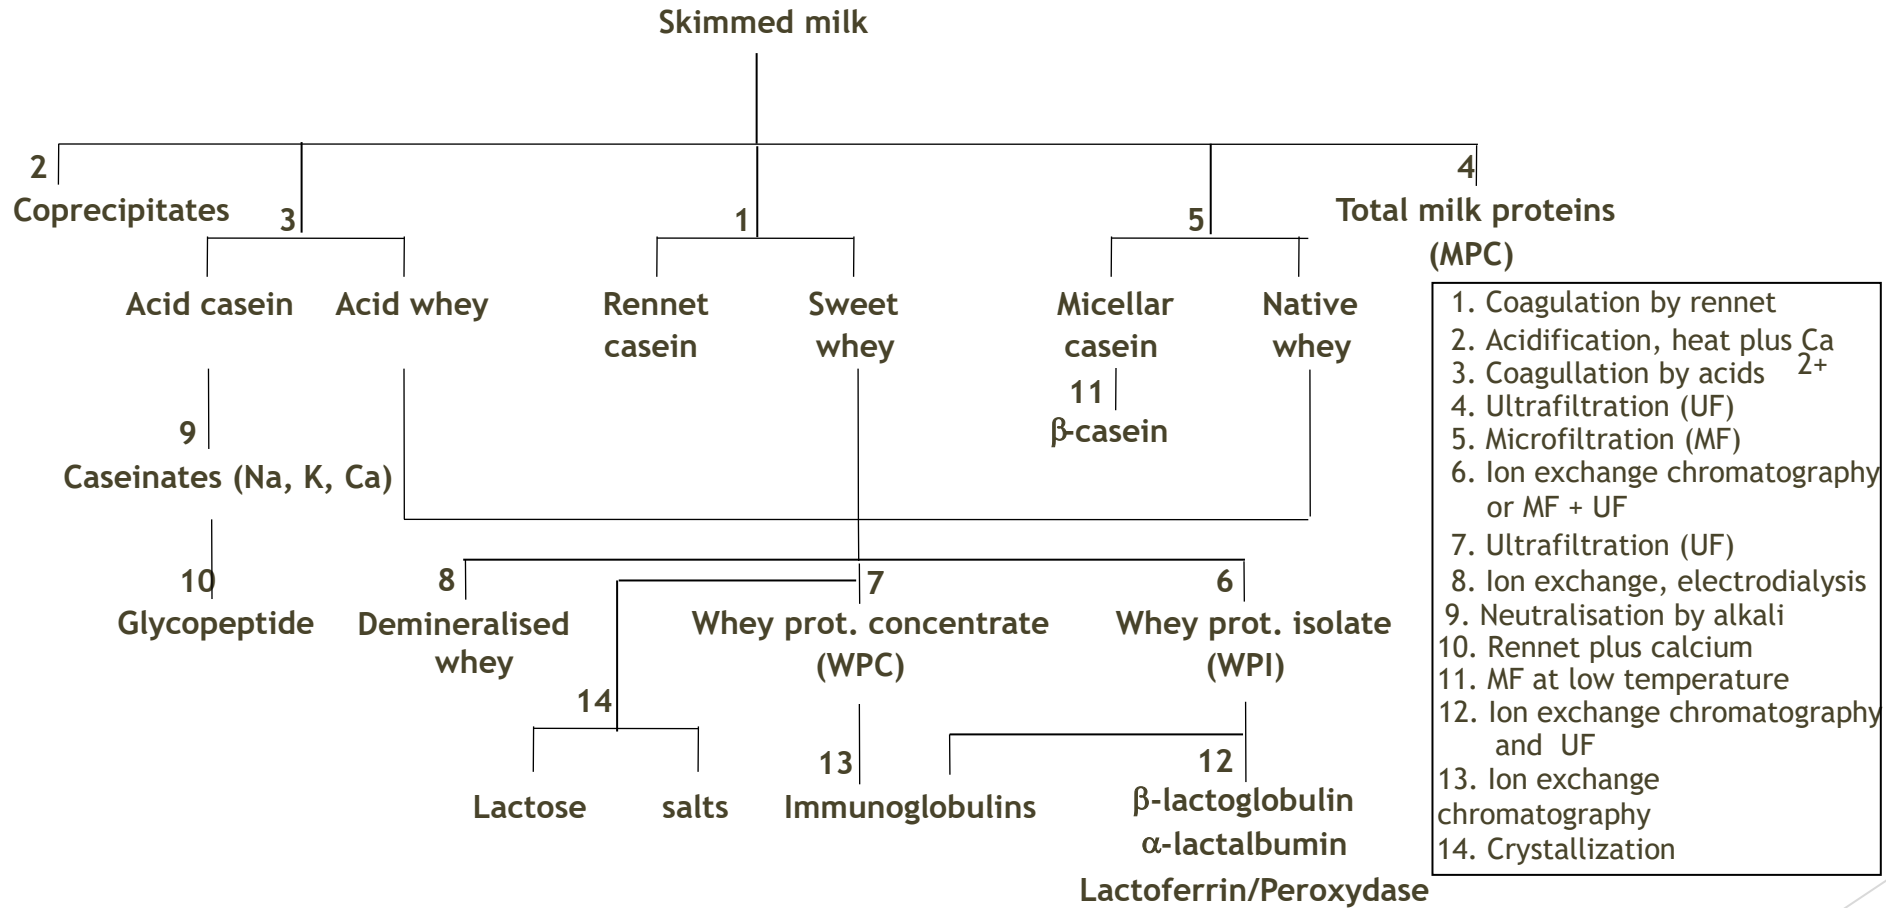 Skimmed milk
2
4
Coprecipitates
3
1
5
Total milk proteins
(MPC)
Acid casein
Acid whey
Rennet
casein
Sweet
whey
Micellar
casein
Native
whey
11
β-casein
9
Caseinates (Na, K, Ca)
10
Glycopeptide
8
Demineralised
whey
7
Whey prot. concentrate
(WPC)
6
Whey prot. isolate
(WPI)
14
13
12
Lactose
salts
Immunoglobulins
β-lactoglobulin
α-lactalbumin
Lactoferrin/Peroxydase
1. Coagulation by rennet
2. Acidification, heat plus Ca
2+
3. Coagullation by acids
4. Ultrafiltration (UF)
5. Microfiltration (MF)
6. Ion exchange chromatography
or MF + UF
7. Ultrafiltration (UF)
8. Ion exchange, electrodialysis
9. Neutralisation by alkali
10. Rennet plus calcium
11. MF at low temperature
12. Ion exchange chromatography
and UF
13. Ion exchange
chromatography
14. Crystallization